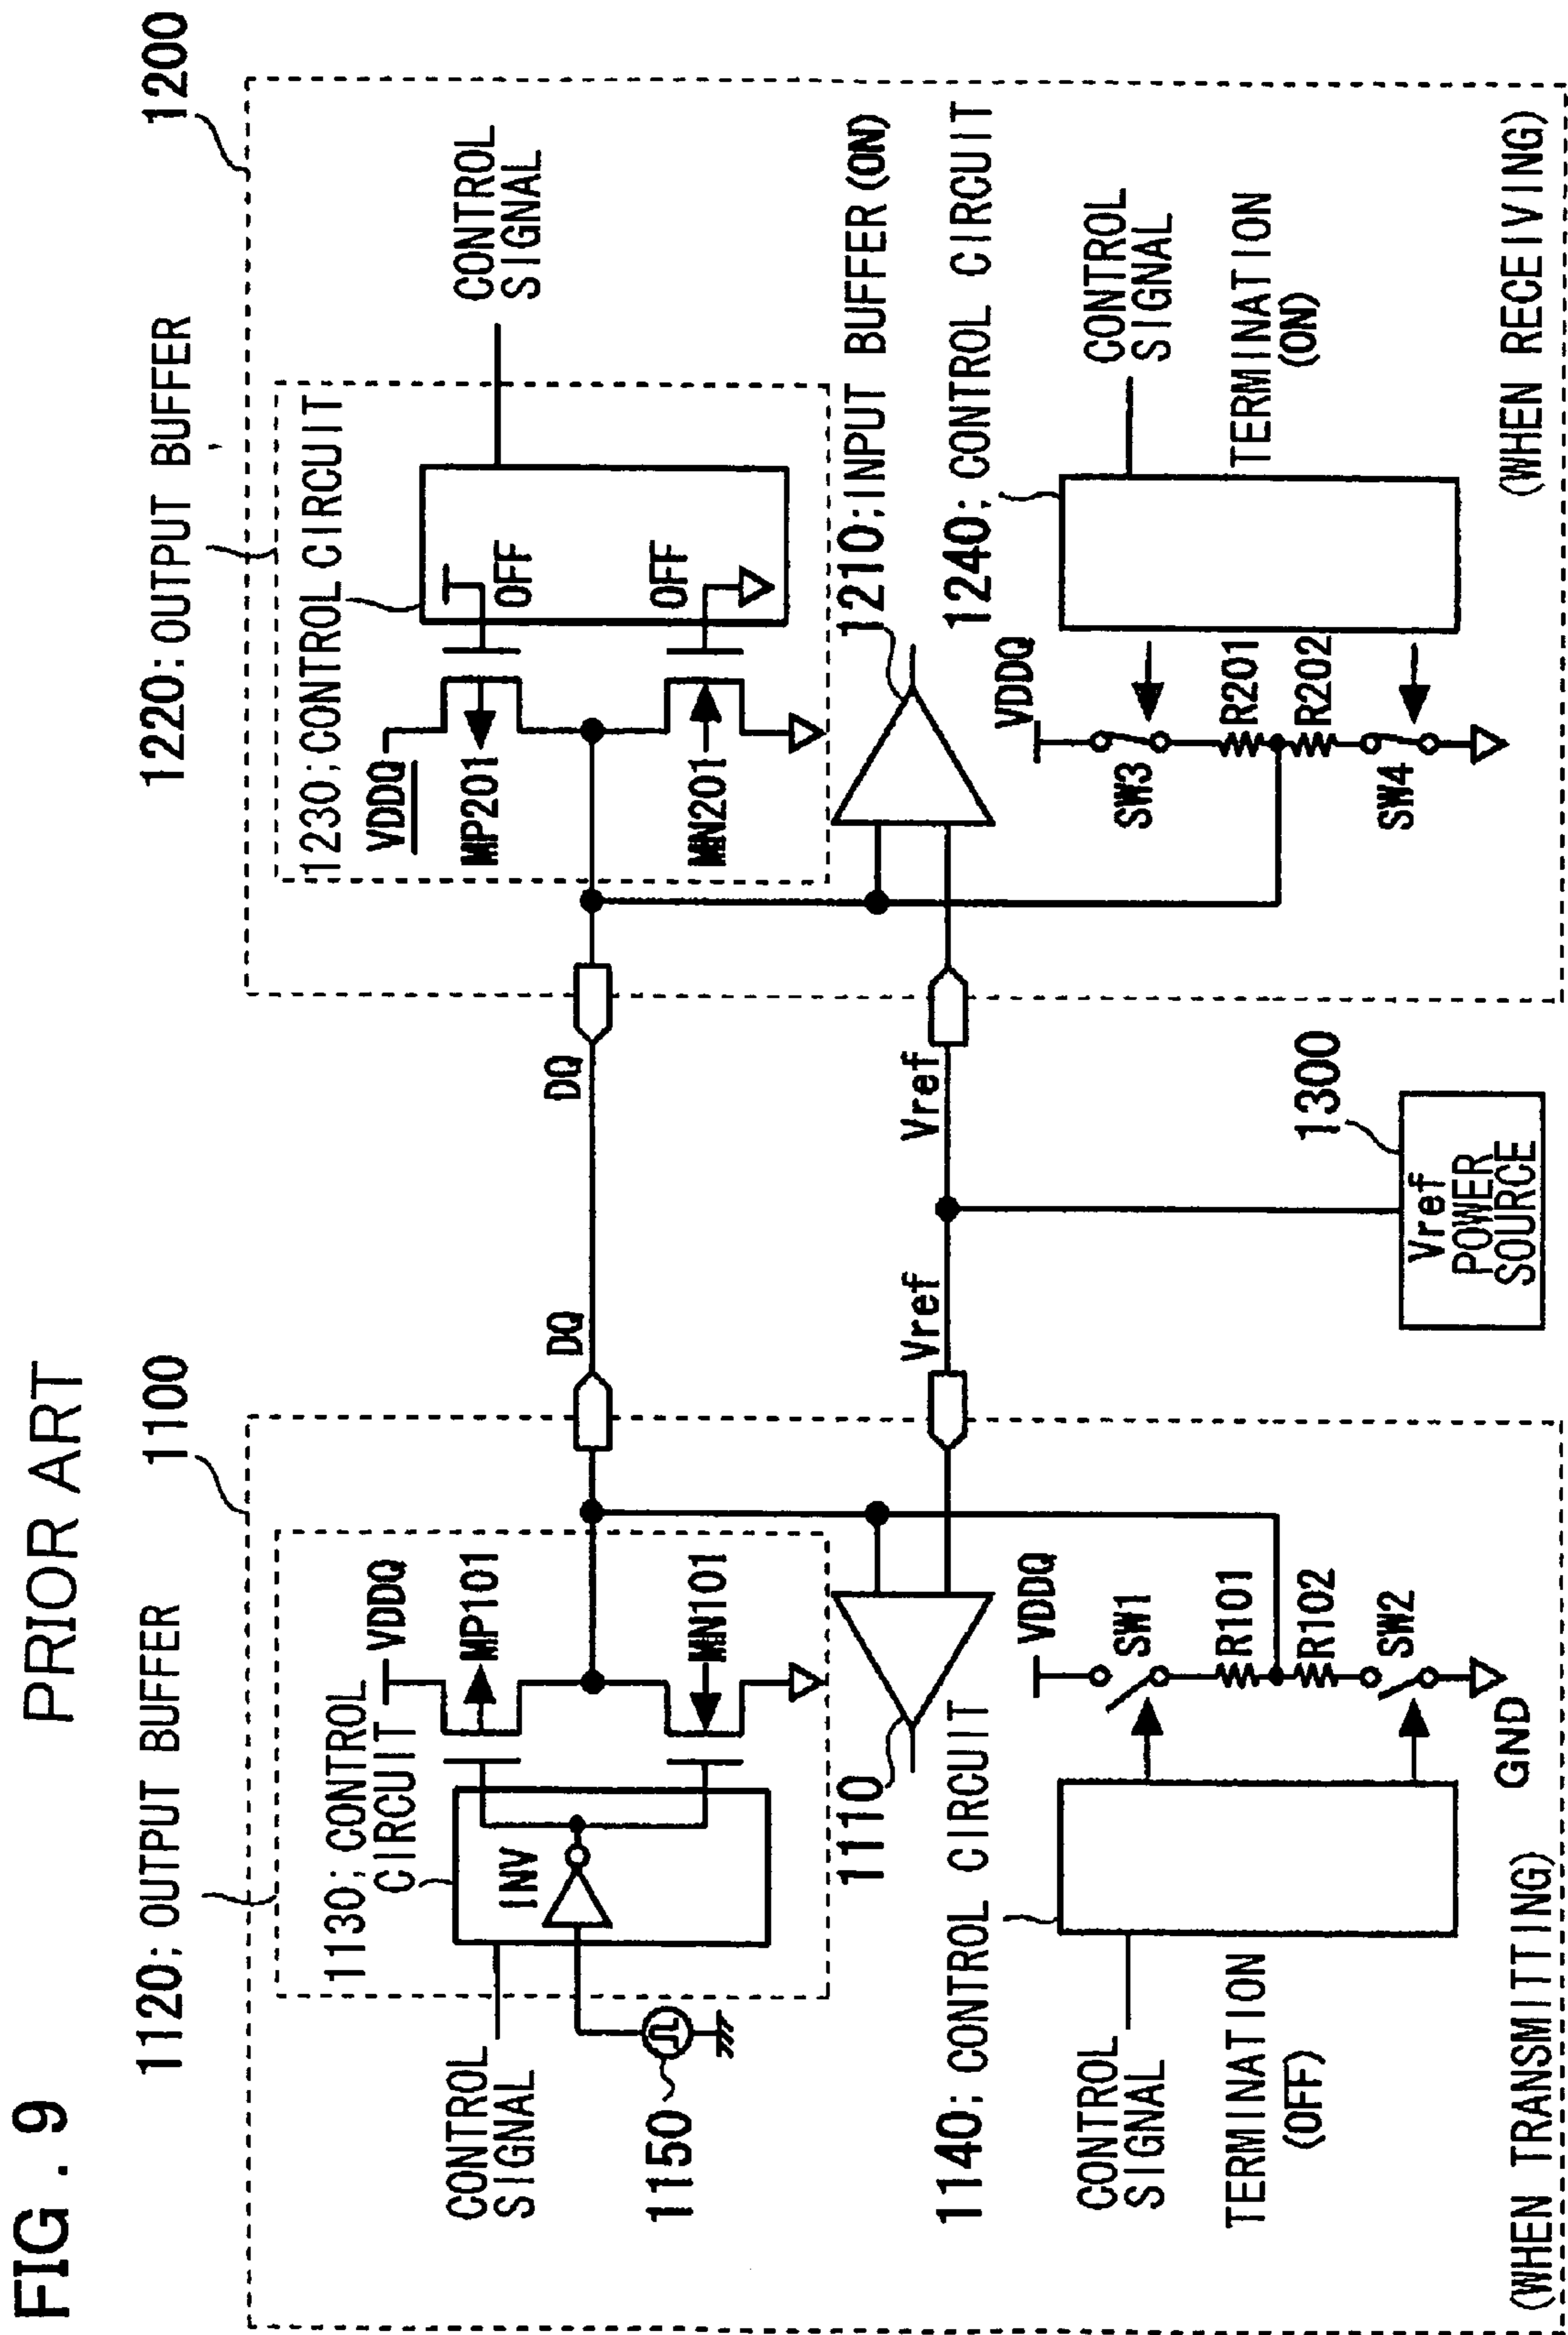 FIG. 9
PRIOR ART
1120; OUTPUT BUFFER
1100
1130; CONTROL
CIRCUIT
VDDQ
MP101
MN101
INV
CONTROL
SIGNAL
1150
1110
1140; CONTROL CIRCUIT
CONTROL
SIGNAL
TERMINATION
(OFF)
VDDQ
SW1
R101
R102
SW2
GND
(WHEN TRANSMITTING)
DQ
DQ
Vref
Vref
1300
Vref
POWER
SOURCE
1220: OUTPUT BUFFER
1200
1230; CONTROL CIRCUIT
VDDQ
MP201
MN201
OFF
OFF
CONTROL
SIGNAL
1210; INPUT BUFFER (ON)
1240; CONTROL CIRCUIT
VDDQ
SW3
R201
R202
SW4
CONTROL
SIGNAL
TERMINATION
(ON)
(WHEN RECEIVING)